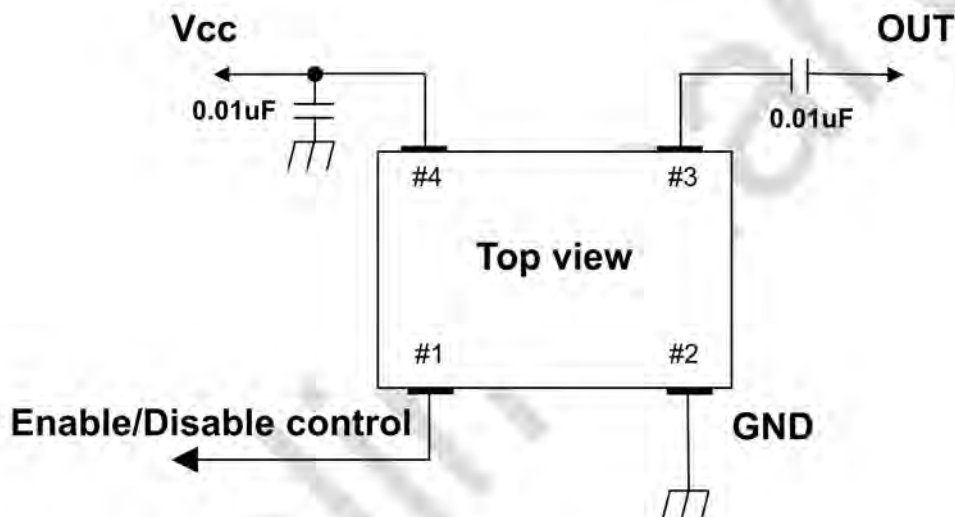 Vcc
OUT
0.01uF
0.01uF
#4
#3
Top view
#1
#2
Enable/Disable control
GND